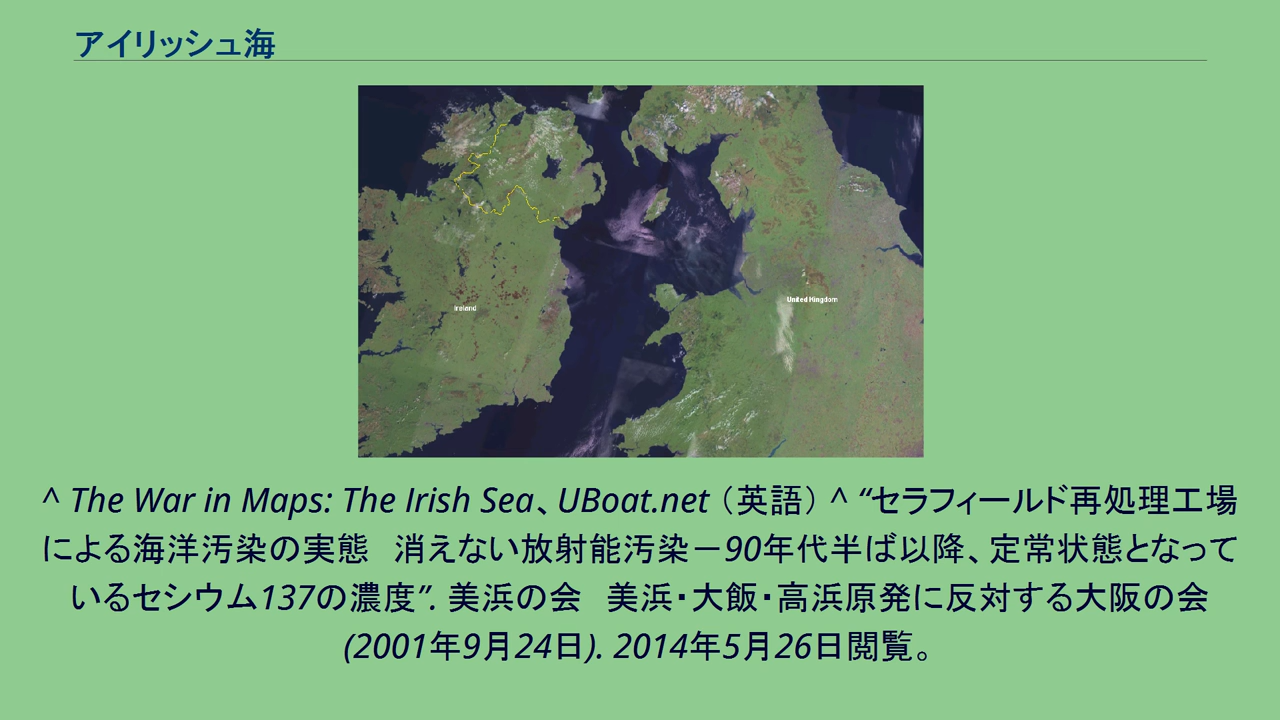 アイリッシュ海
Ireland
United Kingdom
^ The War in Maps: The Irish Sea、UBoat.net（英語）^ “セラフィールド再処理工場
による海洋汚染の実態　消えない放射能汚染－90年代半ば以降、定常状態となって
いるセシウム137の濃度”. 美浜の会　美浜・大飯・高浜原発に反対する大阪の会
(2001年9月24日). 2014年5月26日閲覧。